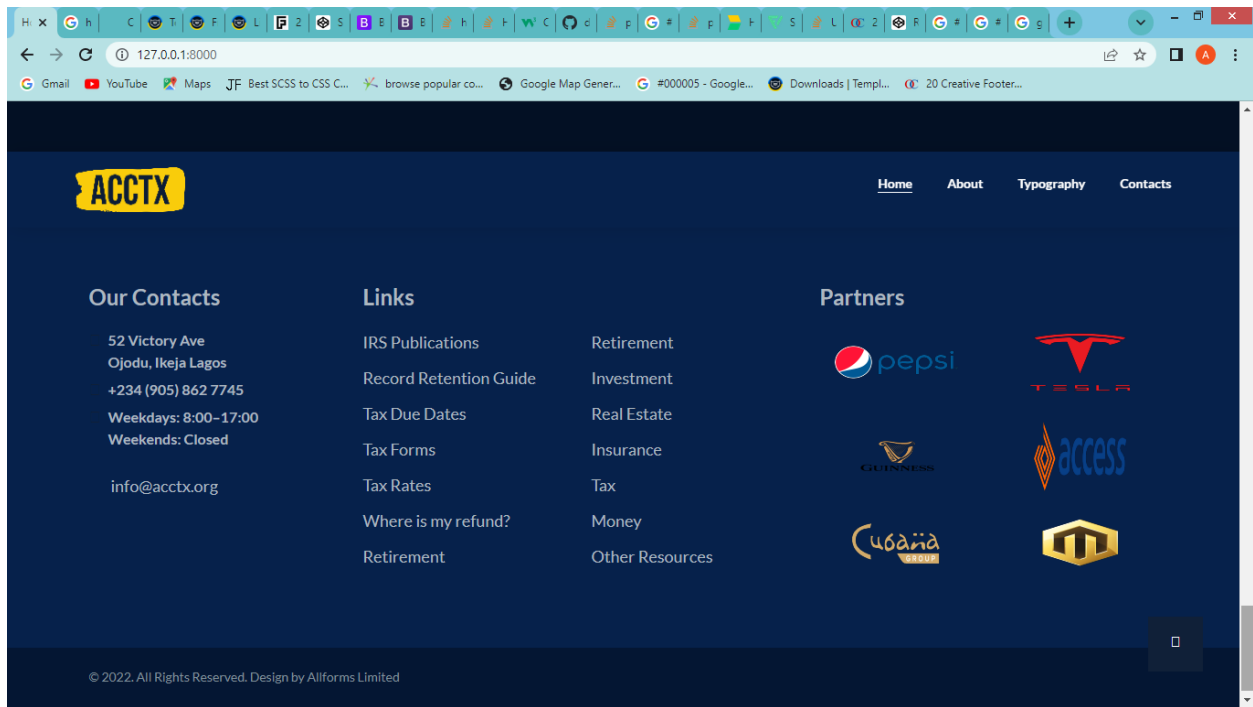 127.0.0.1:8000
Gmail YouTube Maps JF Best SCSS to CSS C... browse popular co... Google Map Gener... #000005 - Google... Downloads | Templ... 20 Creative Footer...
ACCTX
Home About Typography Contacts
Our Contacts
52 Victory Ave
Ojodu, Ikeja Lagos
+234 (905) 862 7745
Weekdays: 8:00–17:00
Weekends: Closed
info@acctx.org
Links
IRS Publications
Record Retention Guide
Tax Due Dates
Tax Forms
Tax Rates
Where is my refund?
Retirement
Retirement
Investment
Real Estate
Insurance
Tax
Money
Other Resources
Partners
pepsi
TESLA
GUINNESS
access
Cubana
GROUP
© 2022. All Rights Reserved. Design by Allforms Limited